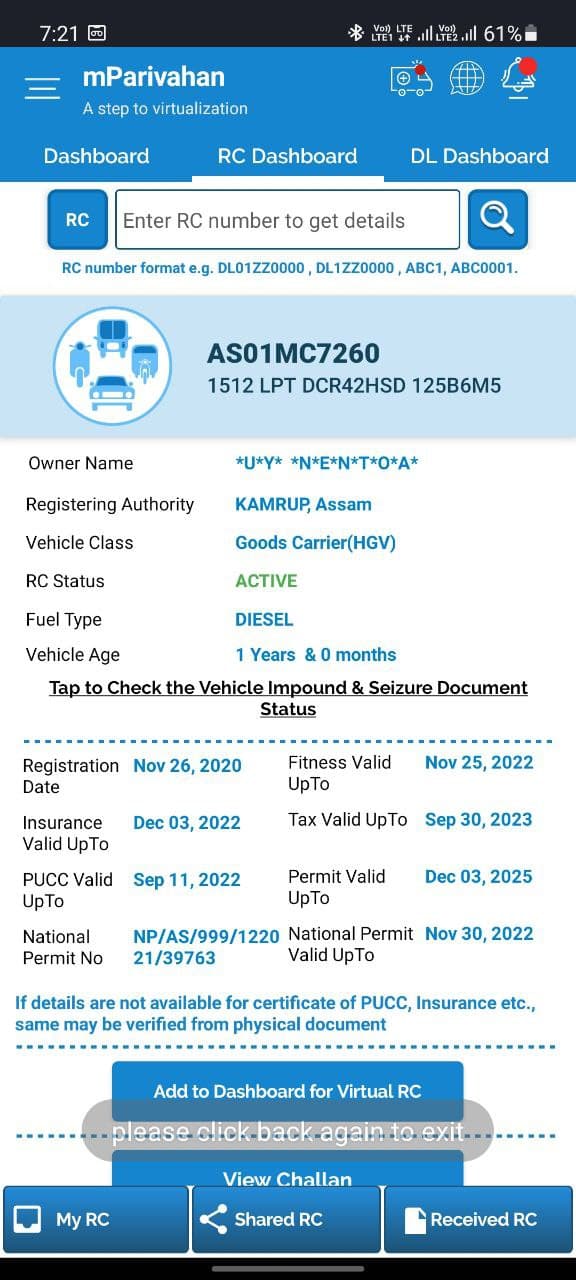 7:21
Vo) LTE Vo)
LTE1 LTE2 61%
mParivahan
A step to virtualization
Dashboard RC Dashboard DL Dashboard
RC Enter RC number to get details
RC number format e.g. DL01ZZ0000 , DL1ZZ0000 , ABC1, ABC0001.
AS01MC7260
1512 LPT DCR42HSD 125B6M5
Owner Name *U*Y* *N*E*N*T*O*A*
Registering Authority KAMRUP, Assam
Vehicle Class Goods Carrier(HGV)
RC Status ACTIVE
Fuel Type DIESEL
Vehicle Age 1 Years & 0 months
Tap to Check the Vehicle Impound & Seizure Document
Status
Registration Date Nov 26, 2020
Fitness Valid UpTo Nov 25, 2022
Insurance Valid UpTo Dec 03, 2022
Tax Valid UpTo Sep 30, 2023
PUCC Valid UpTo Sep 11, 2022
Permit Valid UpTo Dec 03, 2025
National Permit No NP/AS/999/1220 21/39763
National Permit Valid UpTo Nov 30, 2022
If details are not available for certificate of PUCC, Insurance etc.,
same may be verified from physical document
Add to Dashboard for Virtual RC
please click back again to exit
View Challan
My RC Shared RC Received RC